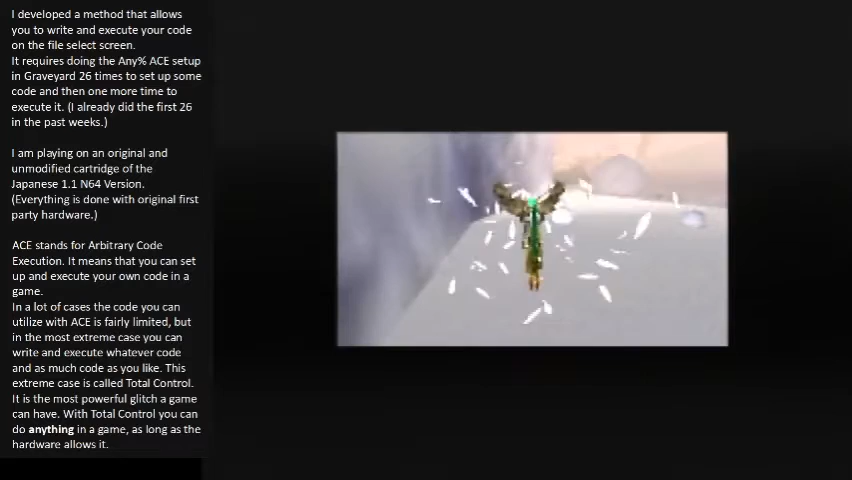 I developed a method that allows
you to write and execute your code
on the file select screen.
It requires doing the Any% ACE setup
in Graveyard 26 times to set up some
code and then one more time to
execute it. (I already did the first 26
in the past weeks.)
I am playing on an original and
unmodified cartridge of the
Japanese 1.1 N64 Version.
(Everything is done with original first
party hardware.)
ACE stands for Arbitrary Code
Execution. It means that you can set
up and execute your own code in a
game.
In a lot of cases the code you can
utilize with ACE is fairly limited, but
in the most extreme case you can
write and execute whatever code
and as much code as you like. This
extreme case is called Total Control.
It is the most powerful glitch a game
can have. With Total Control you can
do anything in a game, as long as the
hardware allows it.